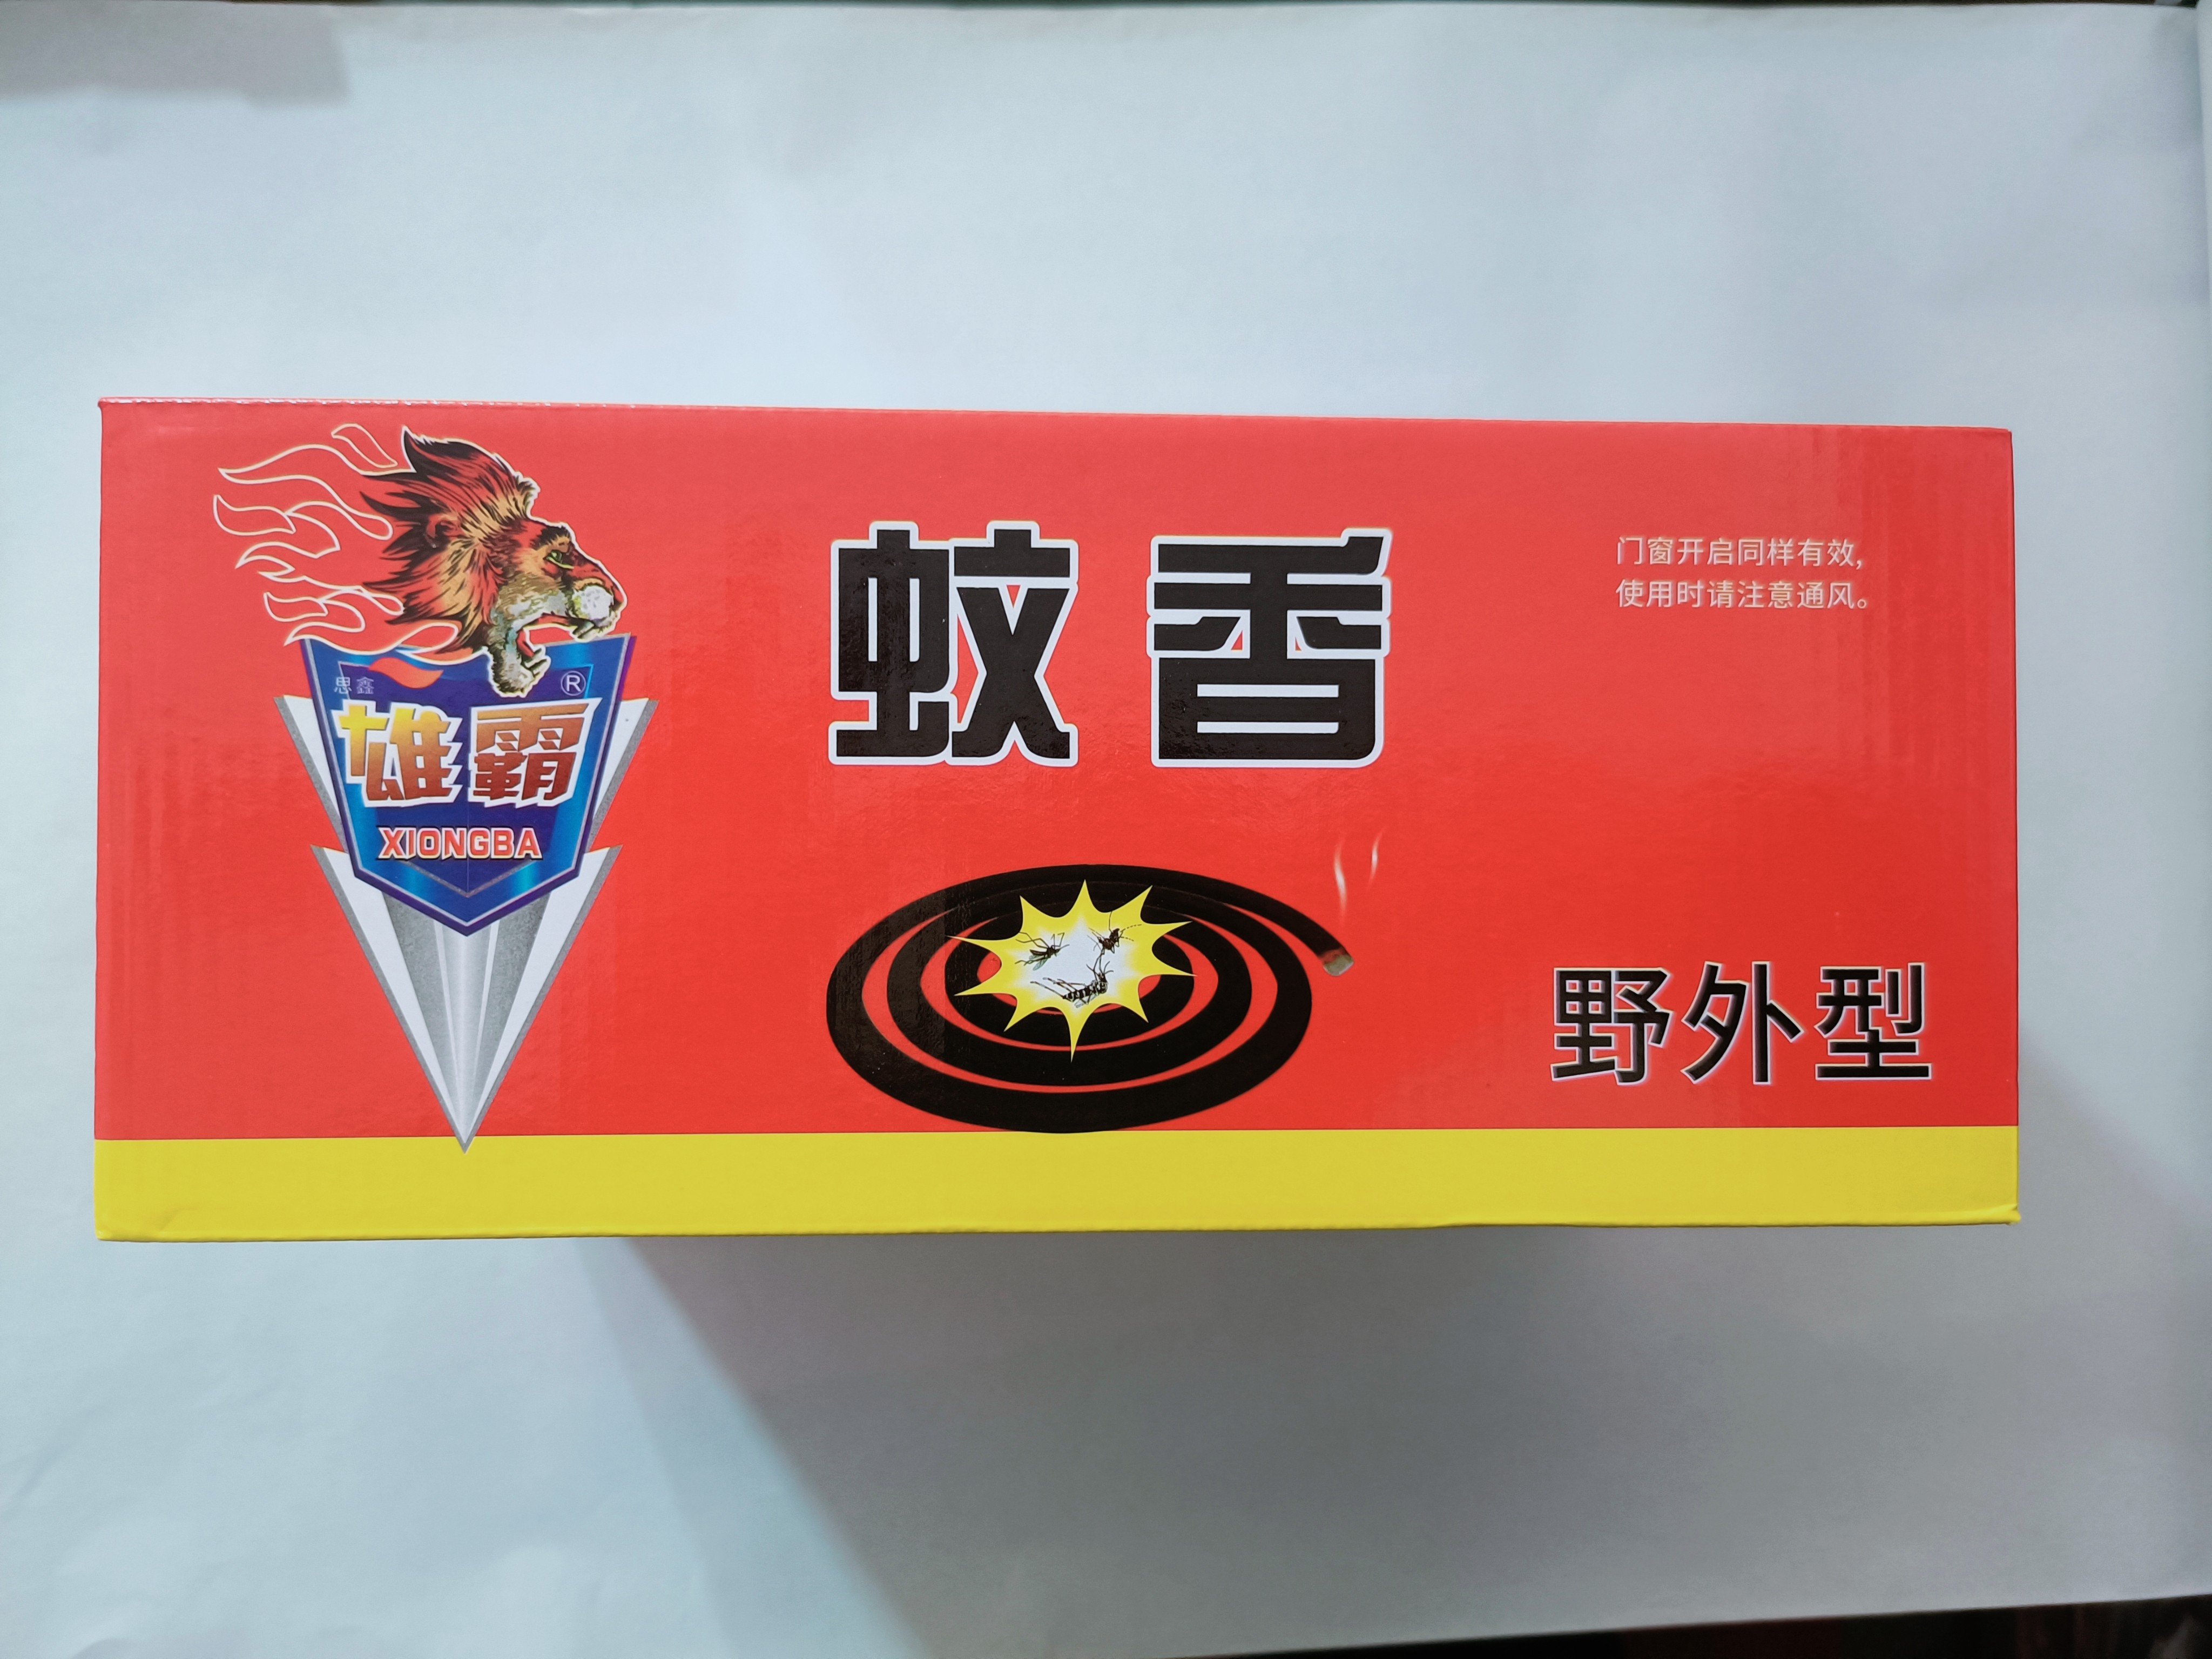 思鑫
®
雄霸
XIONGBA
蚊香
门窗开启同样有效，
使用时请注意通风。
野外型